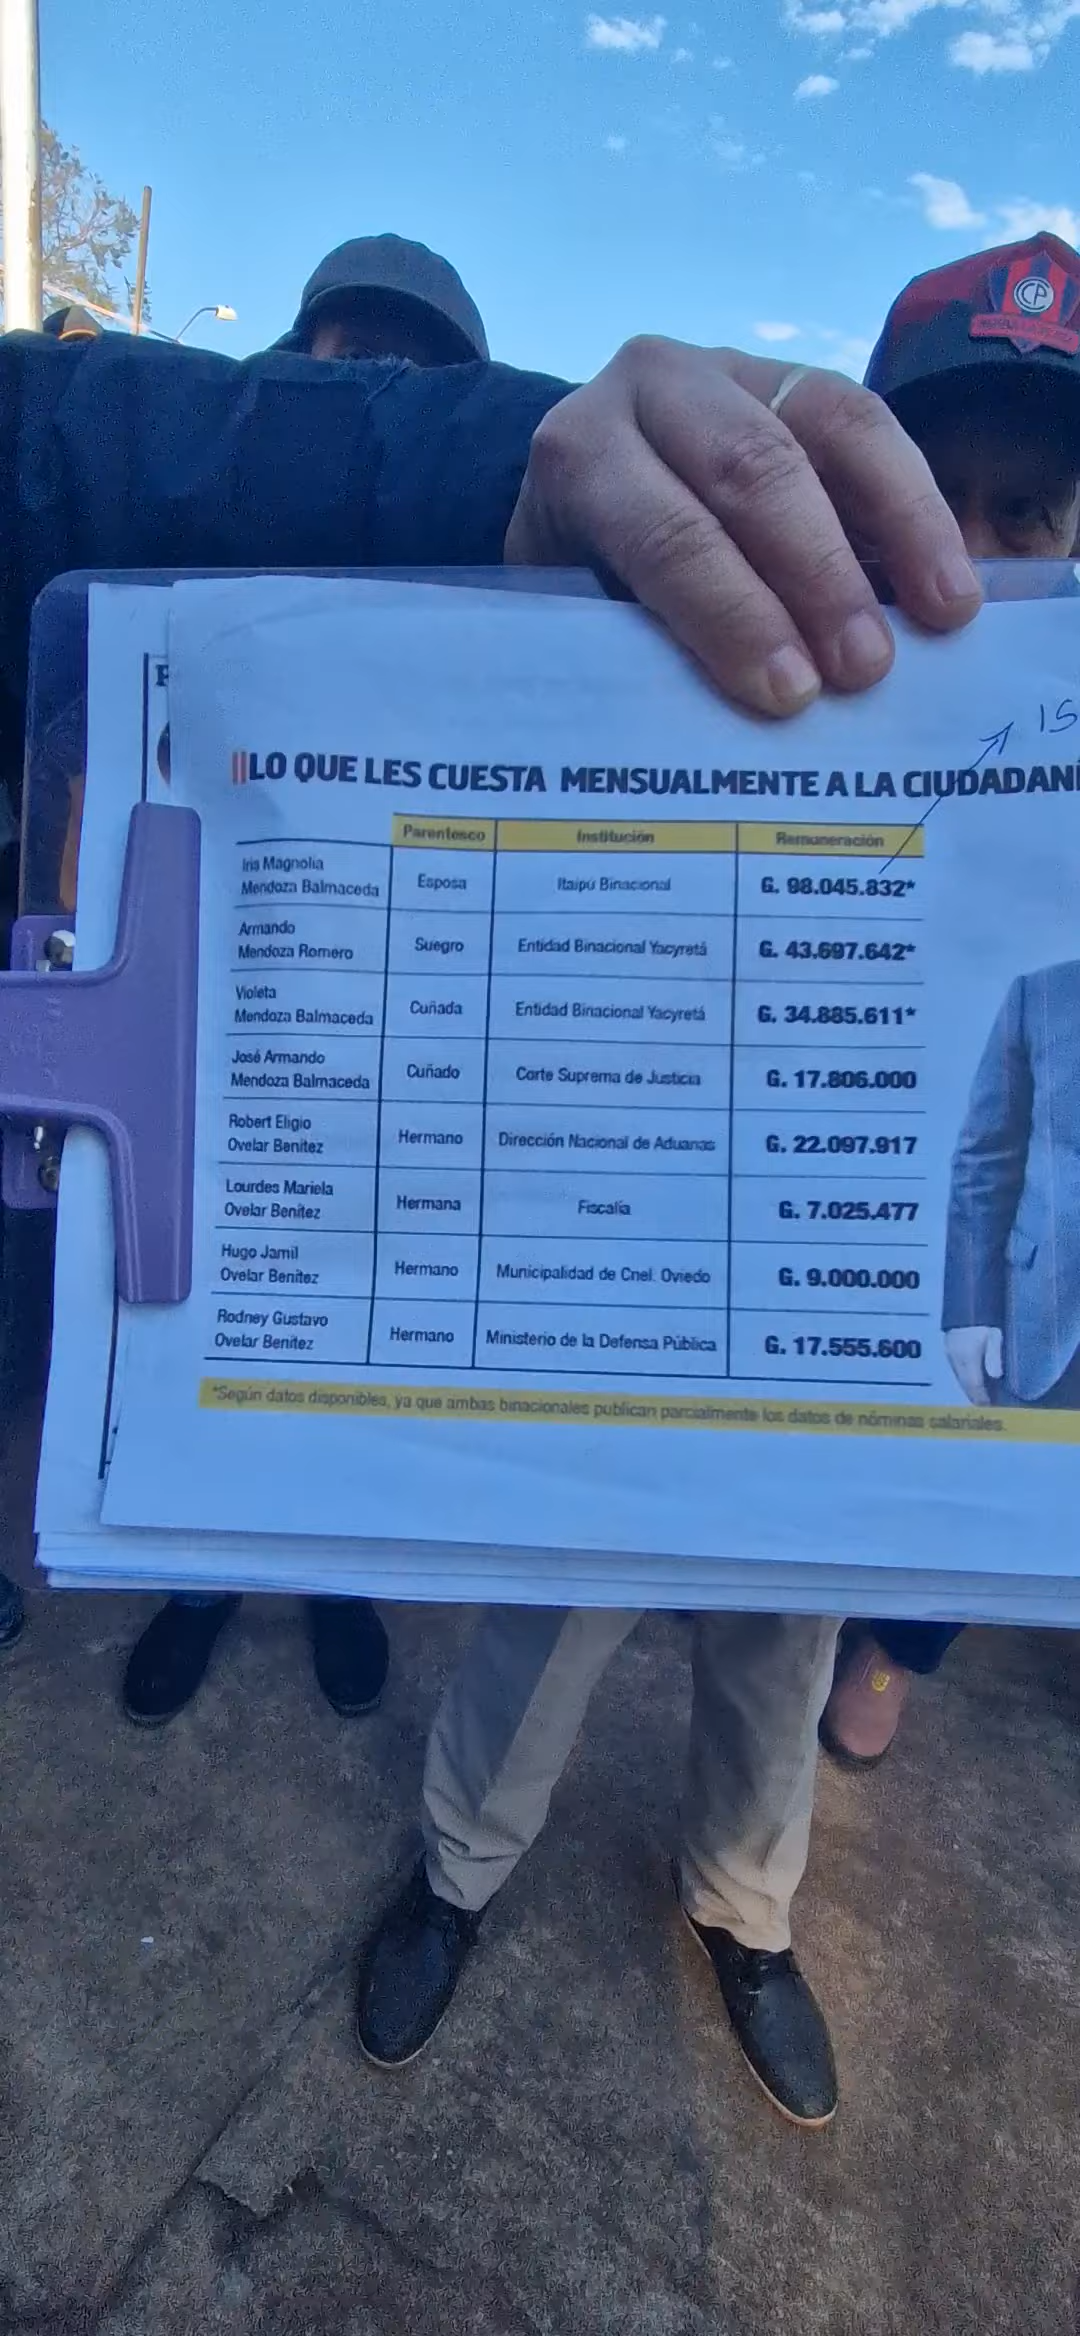 LO QUE LES CUESTA MENSUALMENTE A LA CIUDADANÍ
Parentesco Institución Remuneración
Iris Magnolia
Mendoza Balmaceda Esposa Itaipú Binacional G. 98.045.832*
Armando
Mendoza Romero Suegro Entidad Binacional Yacyretá G. 43.697.642*
Violeta
Mendoza Balmaceda Cuñada Entidad Binacional Yacyretá G. 34.885.611*
José Armando
Mendoza Balmaceda Cuñado Corte Suprema de Justicia G. 17.806.000
Robert Eligio
Ovelar Benítez Hermano Dirección Nacional de Aduanas G. 22.097.917
Lourdes Mariela
Ovelar Benítez Hermana Fiscalía G. 7.025.477
Hugo Jamil
Ovelar Benítez Hermano Municipalidad de Cnel. Oviedo G. 9.000.000
Rodney Gustavo
Ovelar Benítez Hermano Ministerio de la Defensa Pública G. 17.555.600
*Según datos disponibles, ya que ambas binacionales publican parcialmente los datos de nóminas salariales.
CP